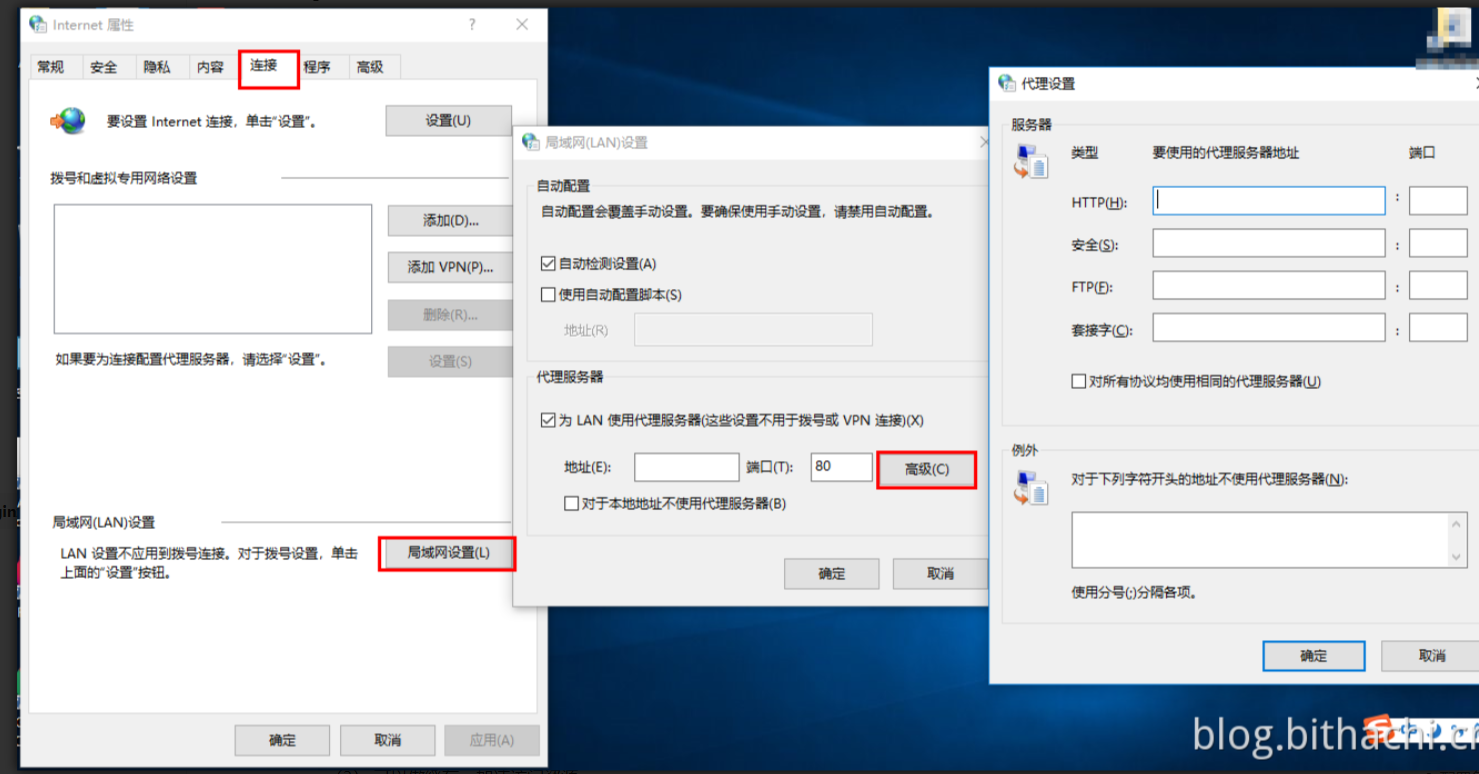 Internet 属性
常规 安全 隐私 内容 连接 程序 高级
要设置 Internet 连接，单击“设置”。
设置(U)
拨号和虚拟专用网络设置
添加(D)...
添加 VPN(P)...
删除(R)...
设置(S)
如果要为连接配置代理服务器，请选择“设置”。
局域网(LAN)设置
LAN 设置不应用到拨号连接。对于拨号设置，单击
上面的“设置”按钮。
局域网设置(L)
确定 取消 应用(A)
局域网(LAN)设置
自动配置
自动配置会覆盖手动设置。要确保使用手动设置，请禁用自动配置。
自动检测设置(A)
使用自动配置脚本(S)
地址(R)
代理服务器
为 LAN 使用代理服务器(这些设置不用于拨号或 VPN 连接)(X)
地址(E): 端口(T): 80 高级(C)
对于本地地址不使用代理服务器(B)
确定 取消
代理设置
服务器
类型 要使用的代理服务器地址 端口
HTTP(H): :
安全(S): :
FTP(F): :
套接字(C): :
对所有协议均使用相同的代理服务器(U)
例外
对于下列字符开头的地址不使用代理服务器(N):
使用分号(;)分隔各项。
确定 取消
blog.bithachi.cn